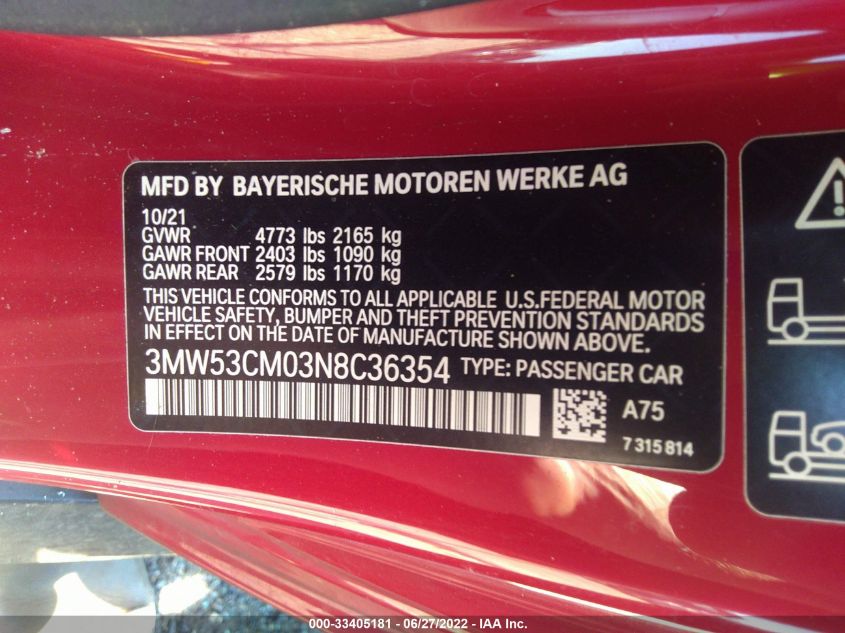 MFD BY BAYERISCHE MOTOREN WERKE AG
10/21
GVWR 4773 lbs 2165 kg
GAWR FRONT 2403 lbs 1090 kg
GAWR REAR 2579 lbs 1170 kg
THIS VEHICLE CONFORMS TO ALL APPLICABLE U.S.FEDERAL MOTOR
VEHICLE SAFETY, BUMPER AND THEFT PREVENTION STANDARDS
IN EFFECT ON THE DATE OF MANUFACTURE SHOWN ABOVE.
3MW53CM03N8C36354 TYPE: PASSENGER CAR
A75
7 315 814
000-33405181 - 06/27/2022 - IAA Inc.